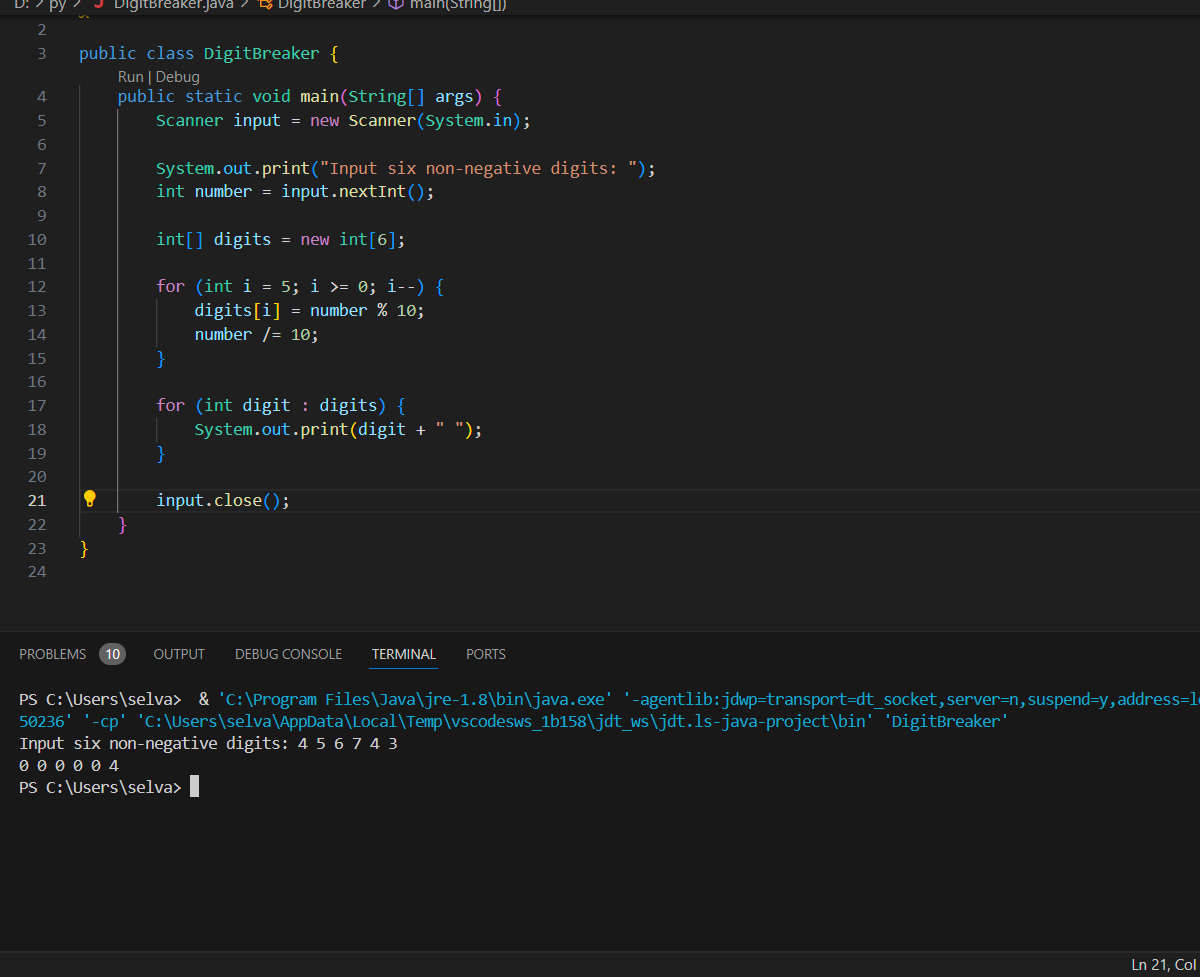 D: > py > J DigitBreaker.java > DigitBreaker > main(String[])
2
3 public class DigitBreaker {
Run | Debug
4 public static void main(String[] args) {
5 Scanner input = new Scanner(System.in);
6
7 System.out.print("Input six non-negative digits: ");
8 int number = input.nextInt();
9
10 int[] digits = new int[6];
11
12 for (int i = 5; i >= 0; i--) {
13 digits[i] = number % 10;
14 number /= 10;
15 }
16
17 for (int digit : digits) {
18 System.out.print(digit + " ");
19 }
20
21 input.close();
22 }
23 }
24
PROBLEMS 10 OUTPUT DEBUG CONSOLE TERMINAL PORTS
PS C:\Users\selva> & 'C:\Program Files\Java\jre-1.8\bin\java.exe' '-agentlib:jdwp=transport=dt_socket,server=n,suspend=y,address=lo
50236' '-cp' 'C:\Users\selva\AppData\Local\Temp\vscodesws_1b158\jdt_ws\jdt.ls-java-project\bin' 'DigitBreaker'
Input six non-negative digits: 4 5 6 7 4 3
0 0 0 0 0 4
PS C:\Users\selva>
Ln 21, Col